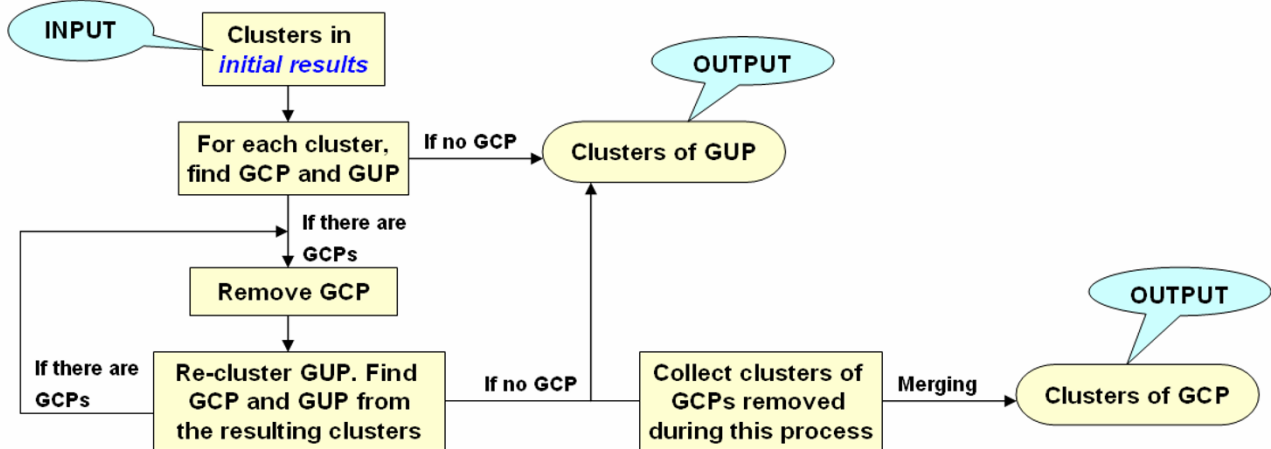 INPUT
Clusters in
initial results
OUTPUT
For each cluster,
find GCP and GUP
If no GCP
Clusters of GUP
If there are
GCPs
Remove GCP
OUTPUT
If there are
GCPs
Re-cluster GUP. Find
GCP and GUP from
the resulting clusters
If no GCP
Collect clusters of
GCPs removed
during this process
Merging
Clusters of GCP